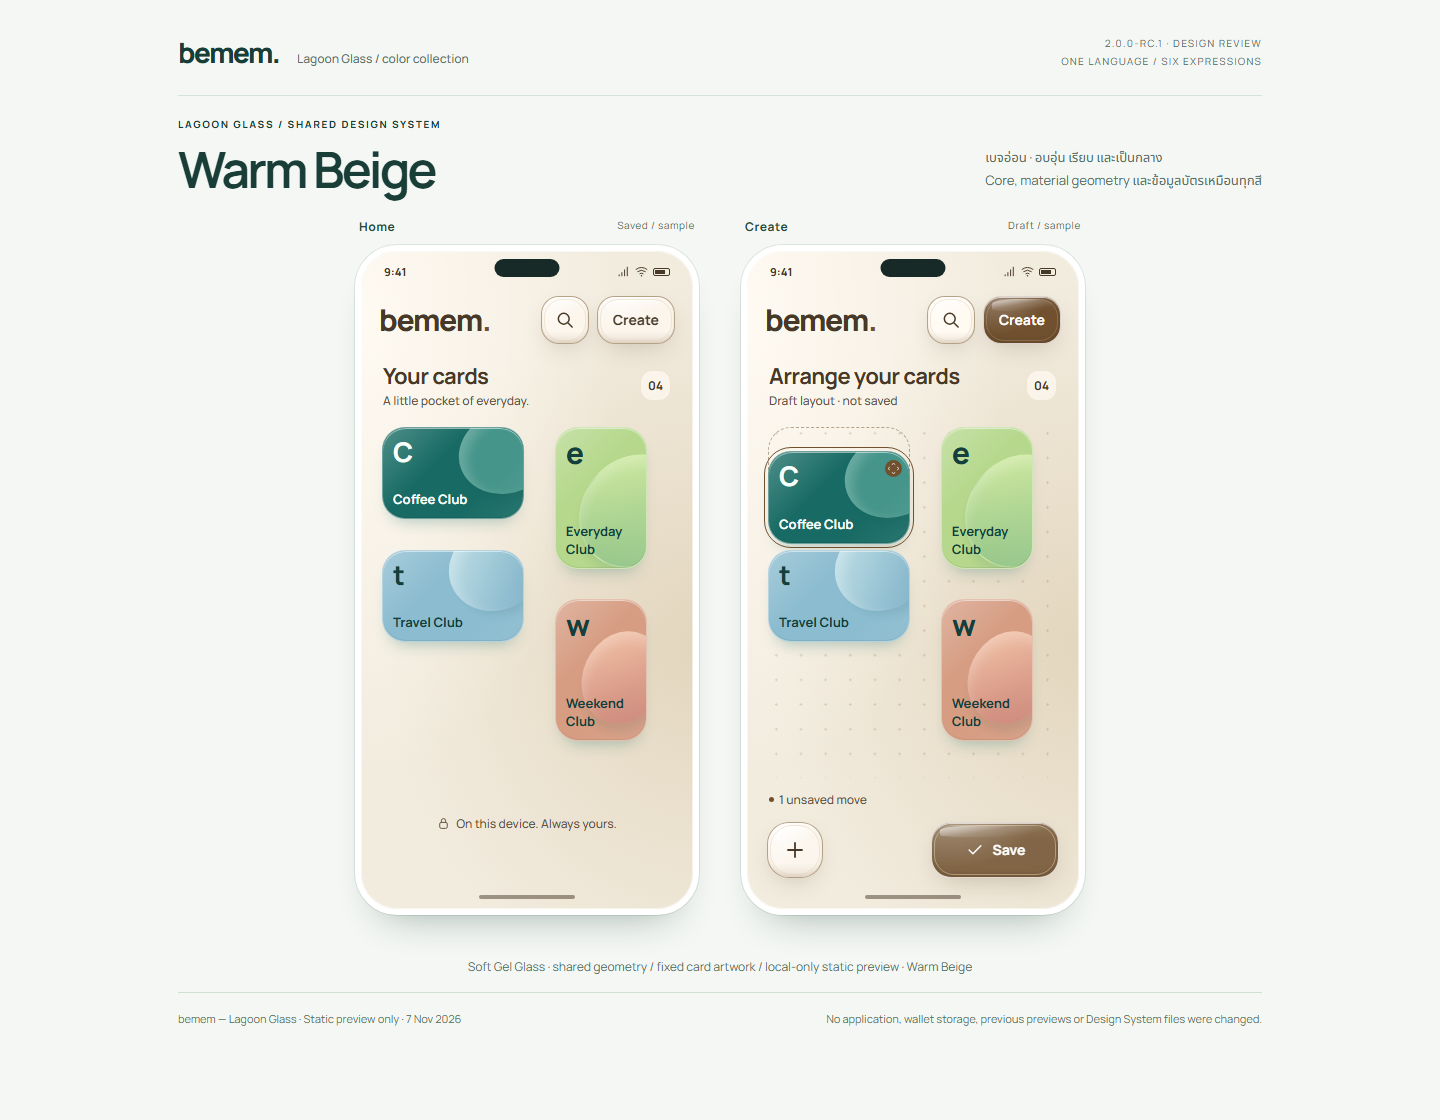 bemem.
Lagoon Glass / color collection
2.0.0-RC.1 · DESIGN REVIEW
ONE LANGUAGE / SIX EXPRESSIONS
LAGOON GLASS / SHARED DESIGN SYSTEM
Warm Beige
เบจอ่อน · อบอุ่น เรียบ และเป็นกลาง
Core, material geometry และข้อมูลบัตรเหมือนทุกสี
Home
Saved / sample
9:41
bemem.
Create
Your cards
A little pocket of everyday.
04
C
Coffee Club
e
Everyday
Club
t
Travel Club
w
Weekend
Club
On this device. Always yours.
Create
Draft / sample
9:41
bemem.
Create
Arrange your cards
Draft layout · not saved
04
C
Coffee Club
e
Everyday
Club
t
Travel Club
w
Weekend
Club
1 unsaved move
Save
Soft Gel Glass · shared geometry / fixed card artwork / local-only static preview · Warm Beige
bemem — Lagoon Glass · Static preview only · 7 Nov 2026
No application, wallet storage, previous previews or Design System files were changed.